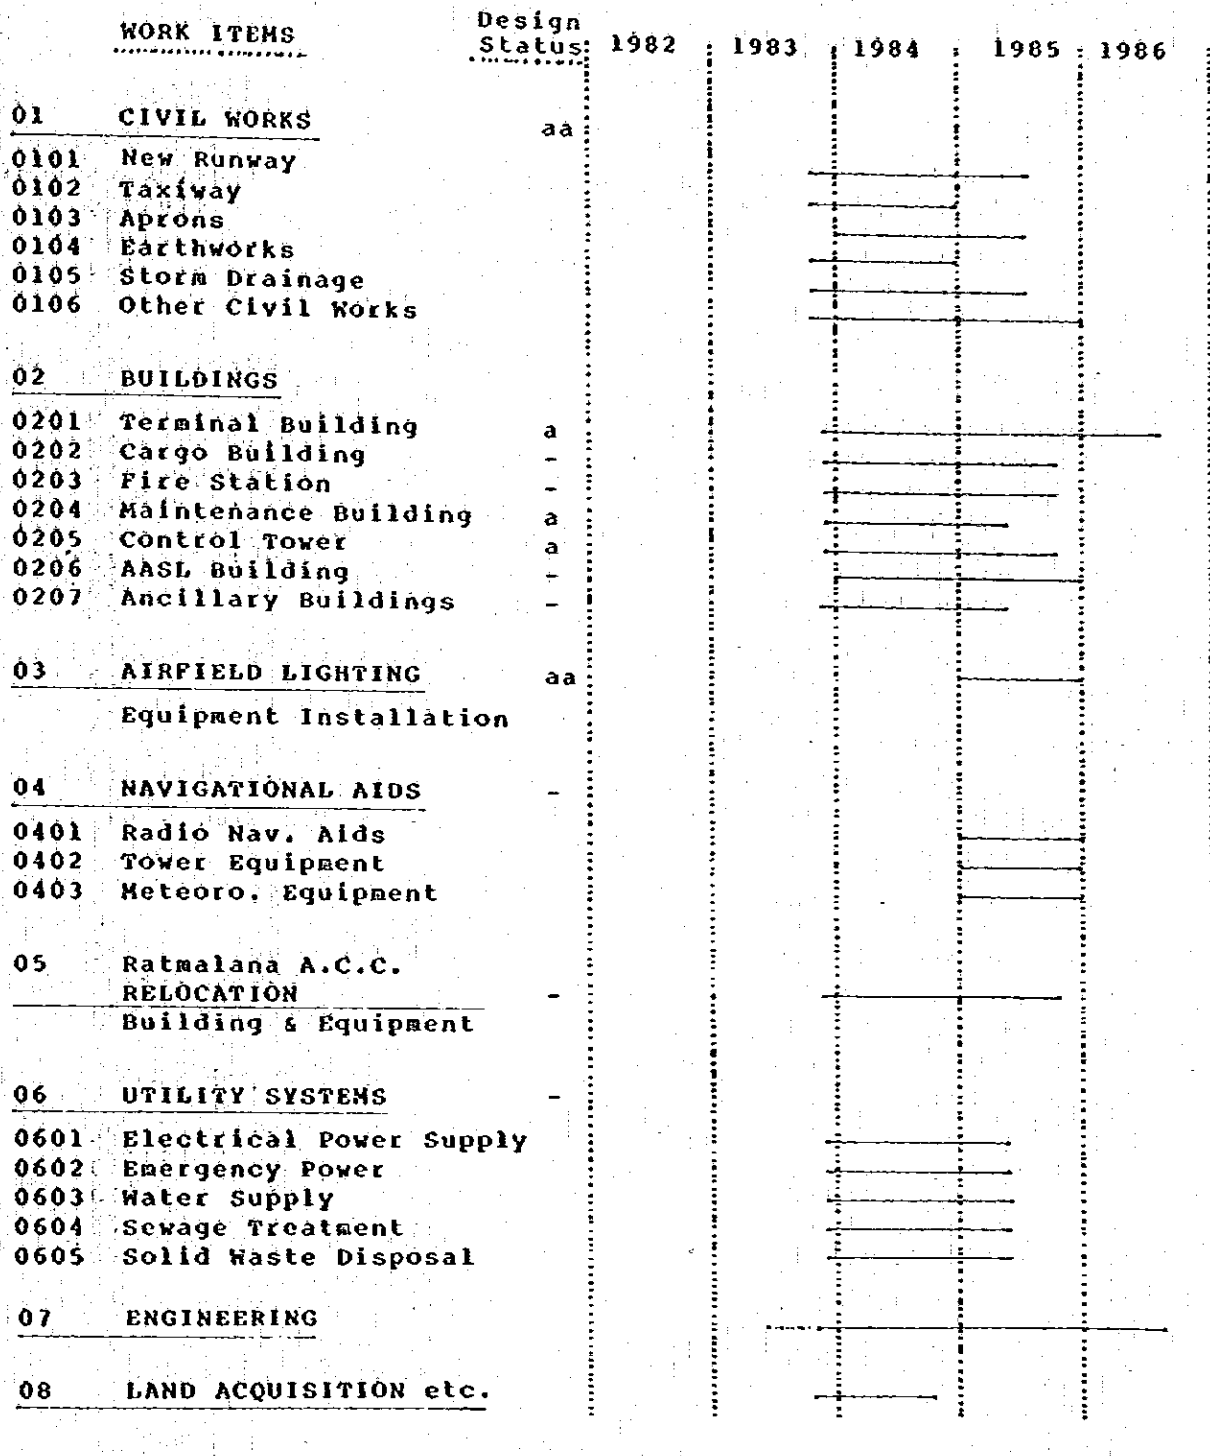 WORK ITEMS Design Status: 1982 : 1983 : 1984 : 1985 : 1986
01 CIVIL WORKS aa
0101 New Runway
0102 Taxiway
0103 Aprons
0104 Earthworks
0105 Storm Drainage
0106 Other Civil Works
02 BUILDINGS
0201 Terminal Building a
0202 Cargo Building -
0203 Fire Station -
0204 Maintenance Building a
0205 Control Tower a
0206 AASL Building -
0207 Ancillary Buildings -
03 AIRFIELD LIGHTING aa
Equipment Installation
04 NAVIGATIONAL AIDS -
0401 Radio Nav. Aids
0402 Tower Equipment
0403 Meteoro. Equipment
05 Ratmalana A.C.C.
RELOCATION -
Building & Equipment
06 UTILITY SYSTEMS -
0601 Electrical Power Supply
0602 Emergency Power
0603 Water Supply
0604 Sewage Treatment
0605 Solid Waste Disposal
07 ENGINEERING
08 LAND ACQUISITION etc.